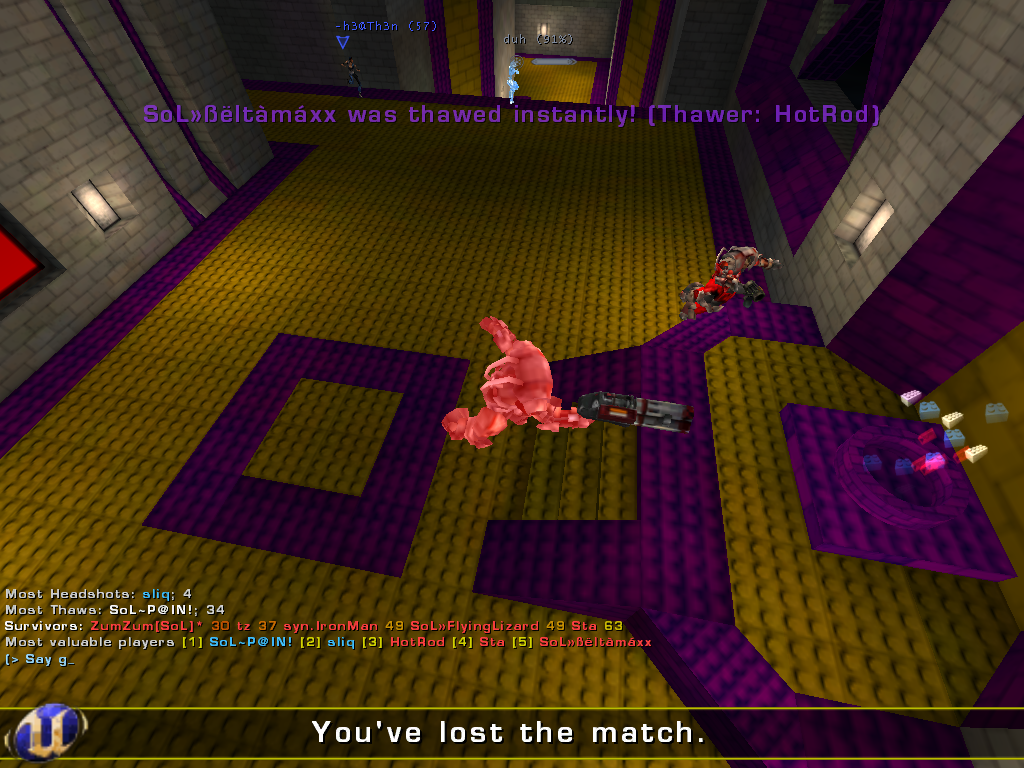 -h3@Th3n (57)
duh (91%)
SoL»ßëltàmáxx was thawed instantly! [Thawer: HotRod]
Most Headshots: sliq; 4
Most Thaws: SoL~P@IN!; 34
Survivors: ZumZum[SoL]* 30 tz 37 syn.IronMan 49 SoL»FlyingLizard 49 Sta 63
Most valuable players [1] SoL~P@IN! [2] sliq [3] HotRod [4] Sta [5] SoL»ßëltàmáxx
(> Say g_
You've lost the match.